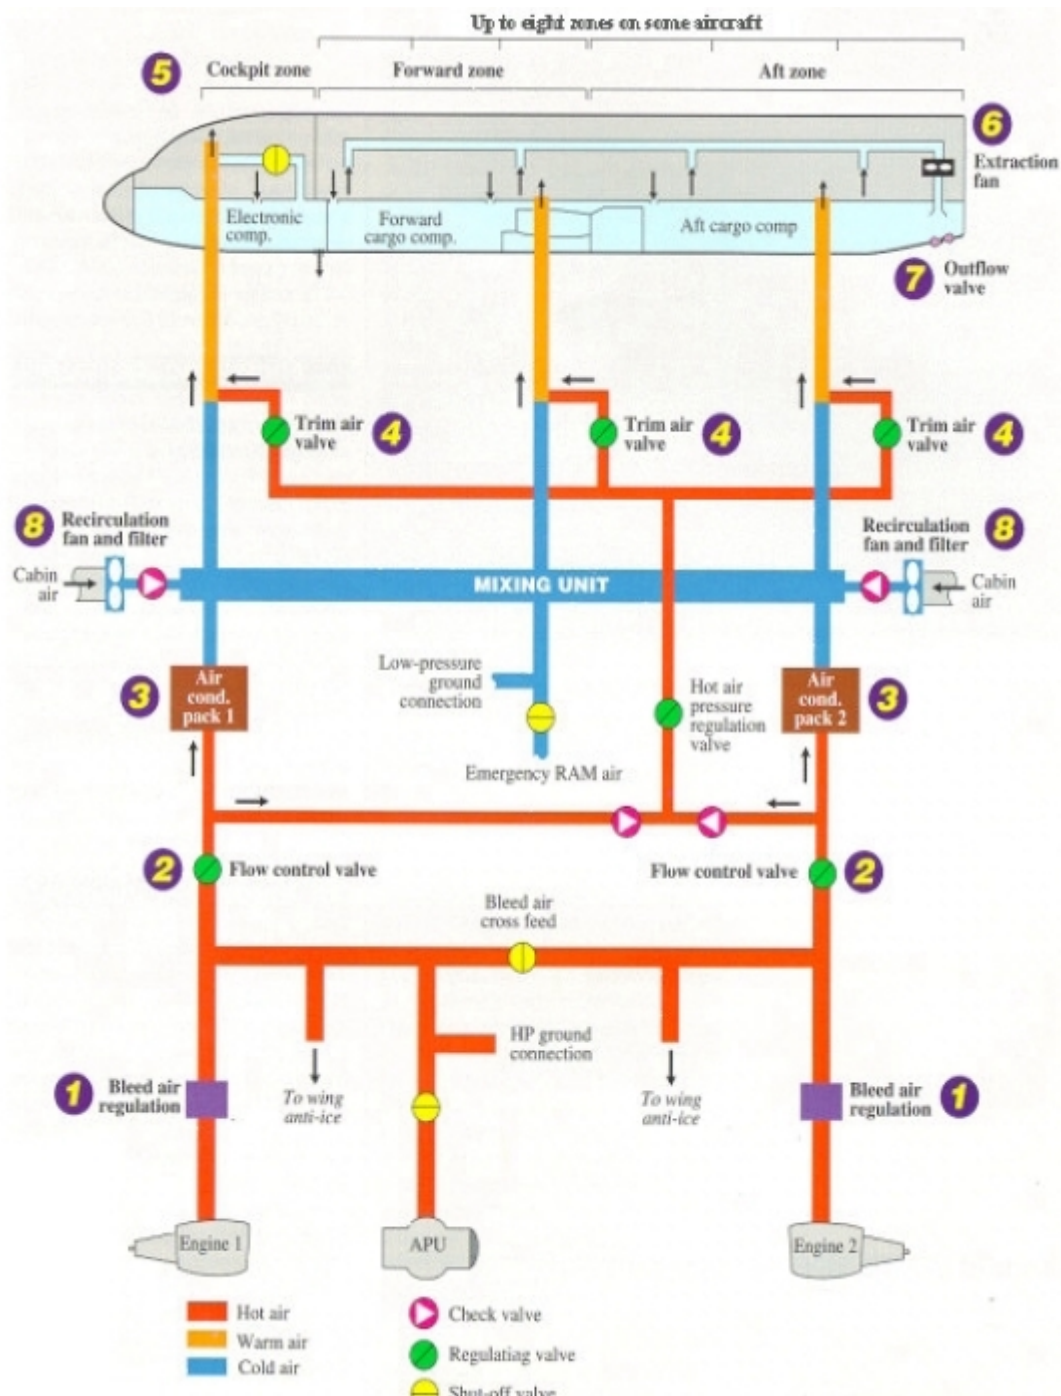 Up to eight zones on some aircraft
5
Cockpit zone
Forward zone
Aft zone
6
Extraction
fan
Electronic
comp.
Forward
cargo comp.
Aft cargo comp
7
Outflow
valve
Trim air
valve
4
Trim air
valve
4
Trim air
valve
4
8
Recirculation
fan and filter
Recirculation
fan and filter
8
Cabin
air
MIXING UNIT
Cabin
air
3
Air
cond.
pack 1
Low-pressure
ground
connection
Hot air
pressure
regulation
valve
Air
cond.
pack 2
3
Emergency RAM air
2
Flow control valve
Flow control valve
2
Bleed air
cross feed
HP ground
connection
1
Bleed air
regulation
To wing
anti-ice
To wing
anti-ice
Bleed air
regulation
1
Engine 1
APU
Engine 2
Hot air
Warm air
Cold air
Check valve
Regulating valve
Shut-off valve